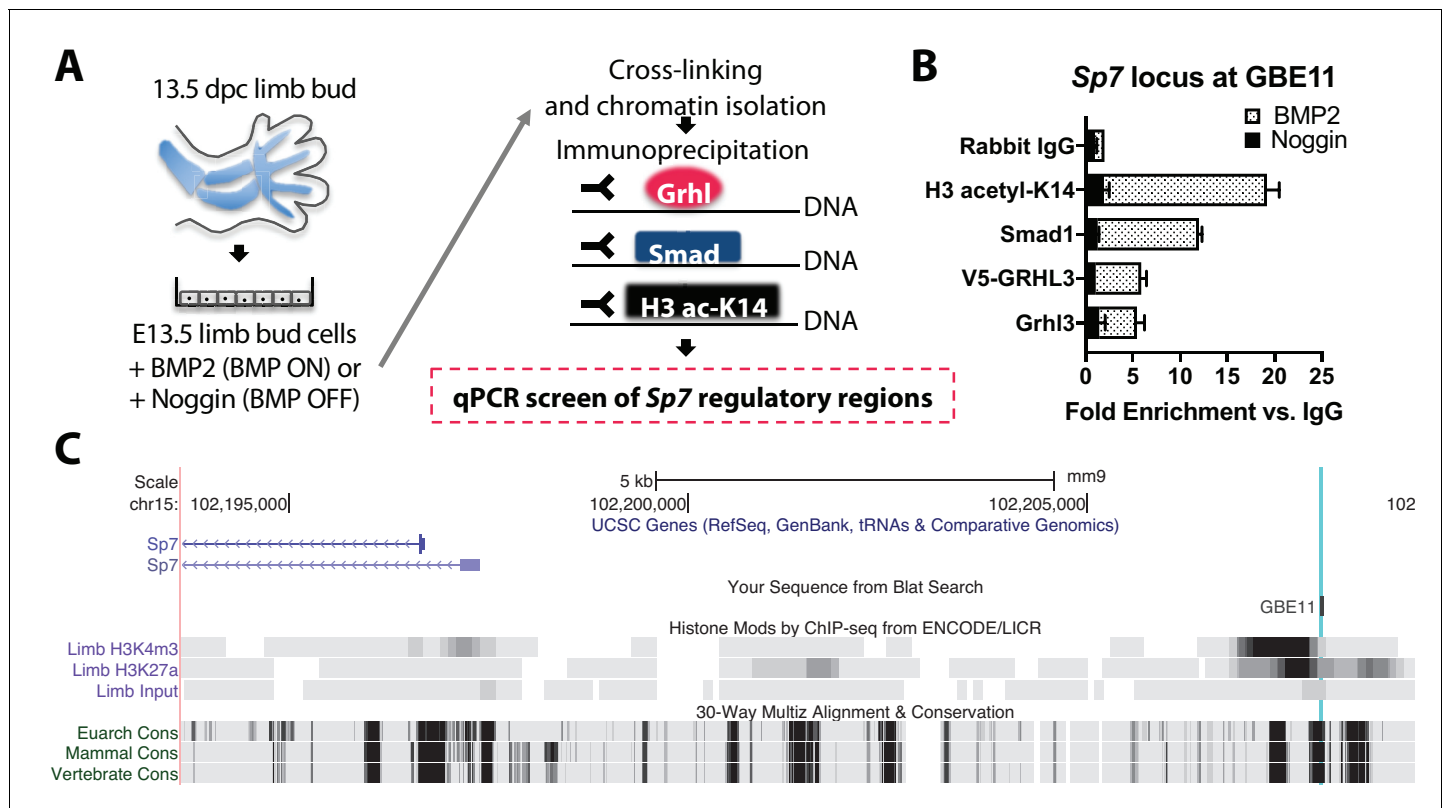 A
13.5 dpc limb bud
E13.5 limb bud cells
+ BMP2 (BMP ON) or
+ Noggin (BMP OFF)
Cross-linking
and chromatin isolation
Immunoprecipitation
Grhl
DNA
Smad
DNA
H3 ac-K14
DNA
qPCR screen of Sp7 regulatory regions
B
Sp7 locus at GBE11
BMP2
Noggin
Rabbit IgG
H3 acetyl-K14
Smad1
V5-GRHL3
Grhl3
0 5 10 15 20 25
Fold Enrichment vs. IgG
C
Scale 5 kb mm9
chr15: 102,195,000 102,200,000 102,205,000 102
UCSC Genes (RefSeq, GenBank, tRNAs & Comparative Genomics)
Sp7
Sp7
Your Sequence from Blat Search
GBE11
Histone Mods by ChIP-seq from ENCODE/LICR
Limb H3K4m3
Limb H3K27a
Limb Input
30-Way Multiz Alignment & Conservation
Euarch Cons
Mammal Cons
Vertebrate Cons